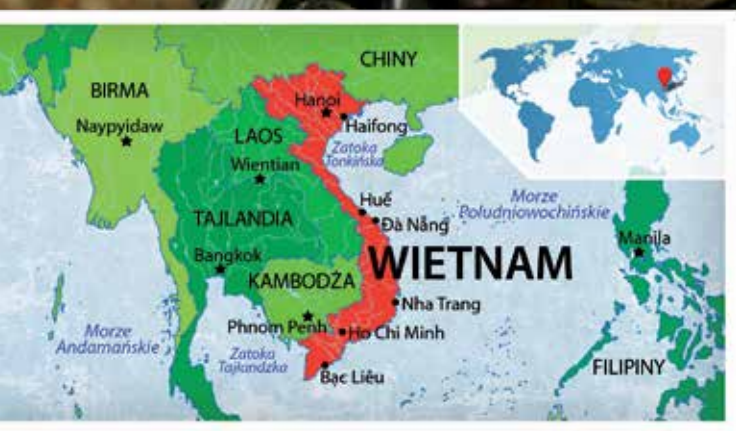 CHINY
BIRMA
Hanoi
Naypyidaw
Haifong
LAOS
Zatoka
Tonkińska
Wientian
Huế
Morze
Południowochińskie
TAJLANDIA
Đà Nẵng
Manila
Bangkok
WIETNAM
KAMBODŻA
Nha Trang
Phnom Penh
Ho Chi Minh
Morze
Andamańskie
Zatoka
Tajlandzka
FILIPINY
Bạc Liêu